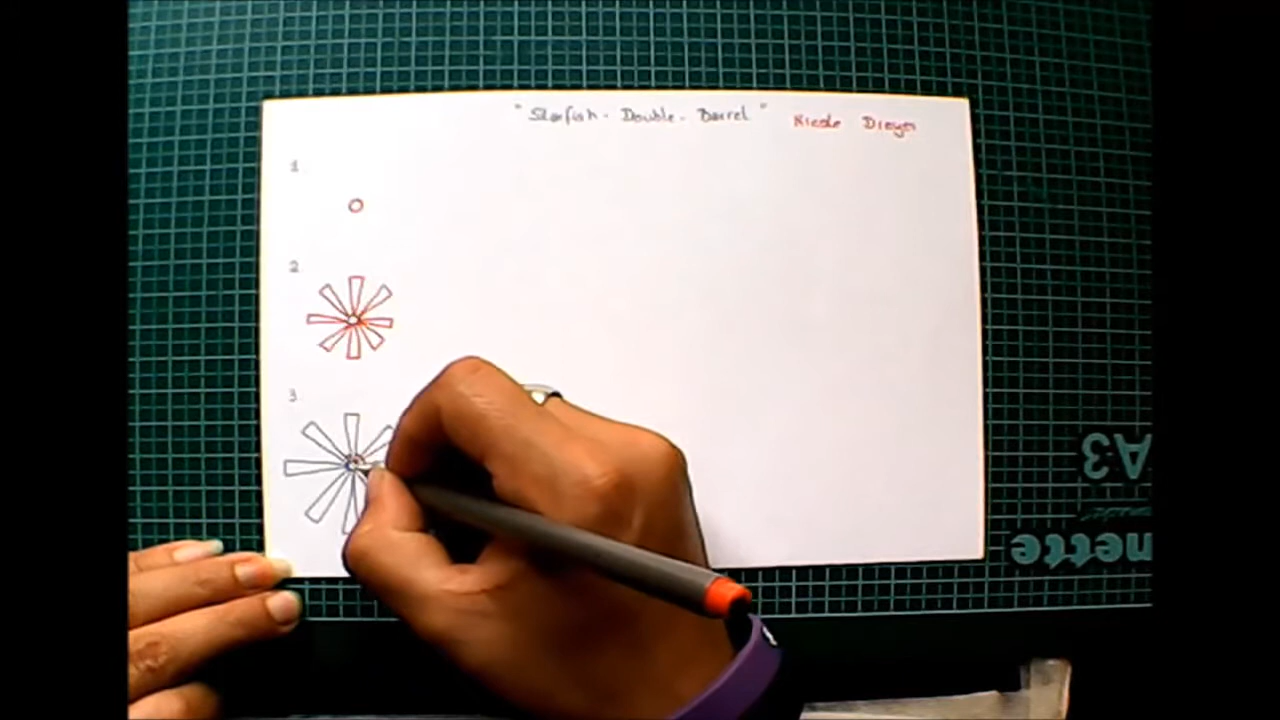 " Starfish - Double - Barrel "
Nicole Dreyer
1
2
3
A3
nette